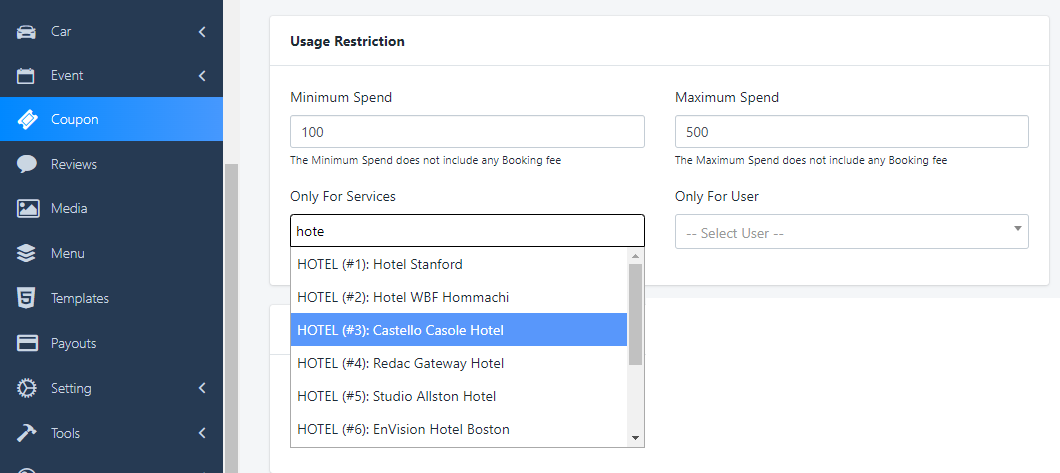 Car
Event
Coupon
Reviews
Media
Menu
Templates
Payouts
Setting
Tools
Usage Restriction
Minimum Spend
Maximum Spend
100
500
The Minimum Spend does not include any Booking fee
The Maximum Spend does not include any Booking fee
Only For Services
Only For User
hote
-- Select User --
HOTEL (#1): Hotel Stanford
HOTEL (#2): Hotel WBF Hommachi
HOTEL (#3): Castello Casole Hotel
HOTEL (#4): Redac Gateway Hotel
HOTEL (#5): Studio Allston Hotel
HOTEL (#6): EnVision Hotel Boston